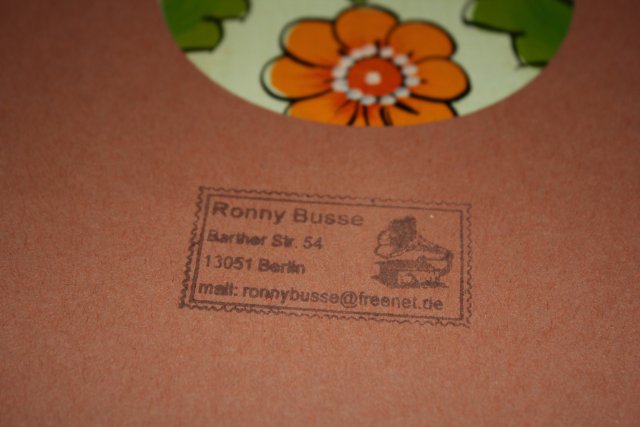 Ronny Busse
Barther Str. 54
13051 Berlin
mail: ronnybusse@freenet.de